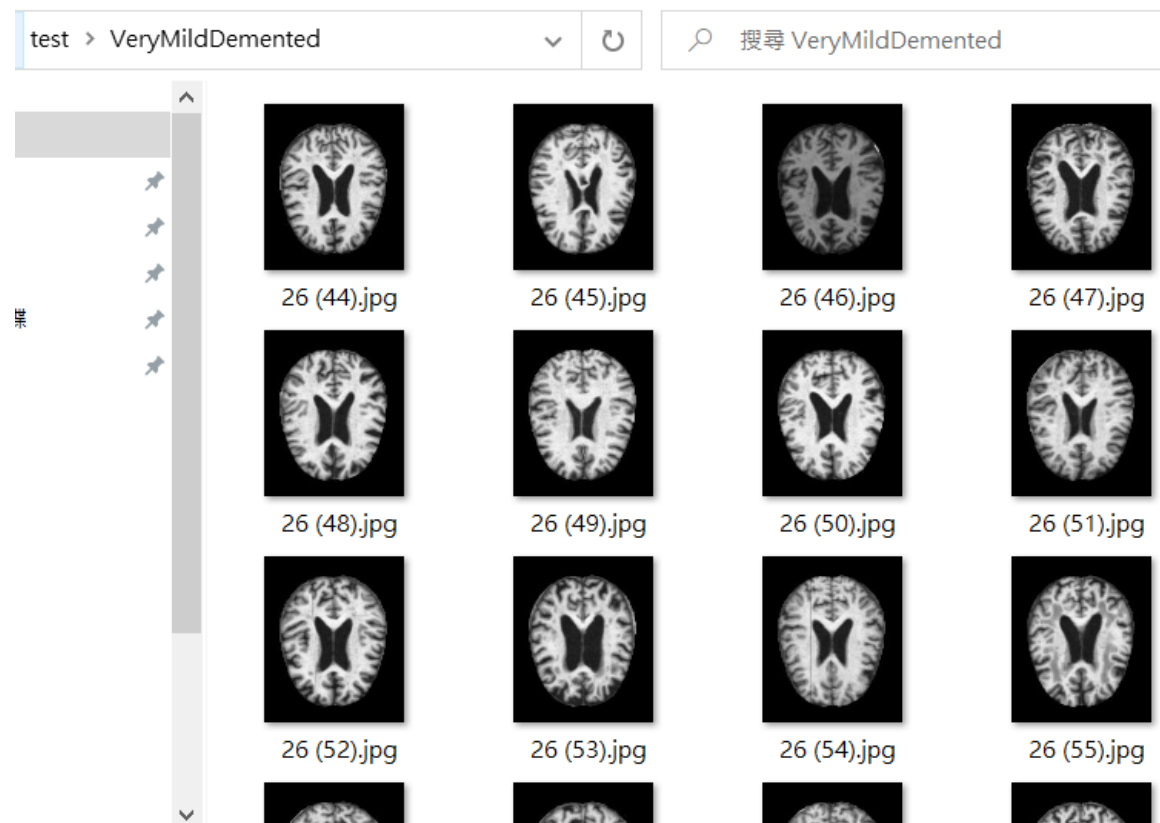 test > VeryMildDemented
搜尋 VeryMildDemented
26 (44).jpg
26 (45).jpg
26 (46).jpg
26 (47).jpg
碟
26 (48).jpg
26 (49).jpg
26 (50).jpg
26 (51).jpg
26 (52).jpg
26 (53).jpg
26 (54).jpg
26 (55).jpg